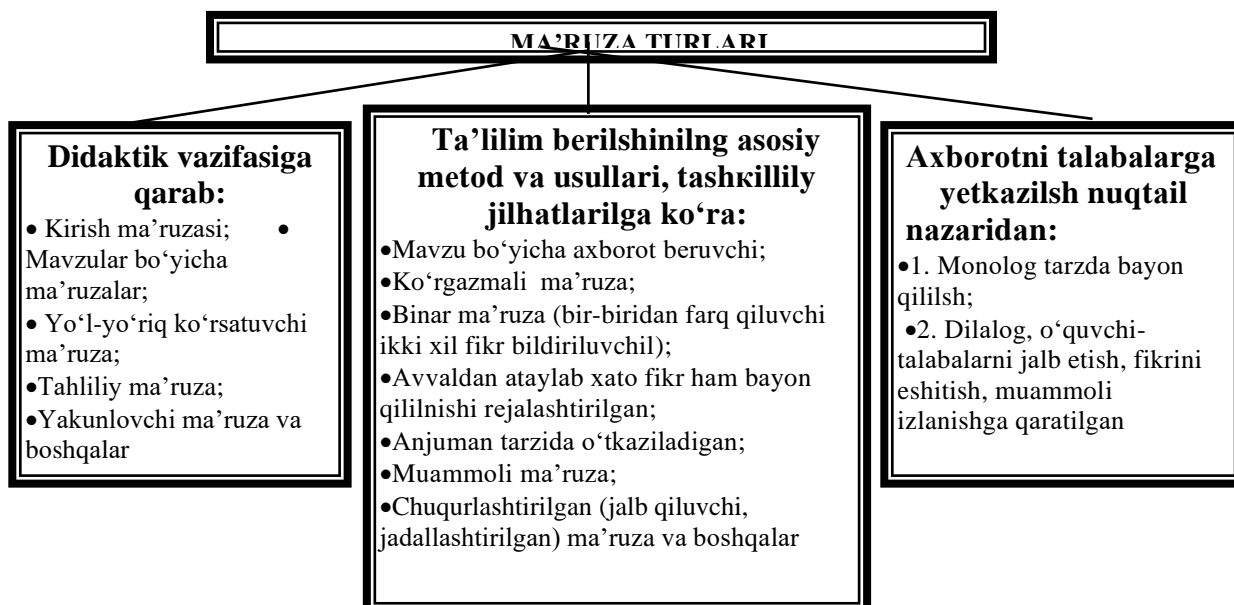 MA’RUZA TURLARI
Didaktik vazifasiga
qarab:
• Kirish ma’ruzasi; •
Mavzular bo‘yicha
ma’ruzalar;
• Yo‘l-yo‘riq ko‘rsatuvchi
ma’ruza;
•Tahliliy ma’ruza;
•Yakunlovchi ma’ruza va
boshqalar
Ta’lilim berilshinilng asosiy
metod va usullari, tashкillily
jilhatlarilga ko‘ra:
•Mavzu bo‘yicha axborot beruvchi;
•Ko‘rgazmali ma’ruza;
•Binar ma’ruza (bir-biridan farq qiluvchi
ikki xil fikr bildiriluvchil);
•Avvaldan ataylab xato fikr ham bayon
qililnishi rejalashtirilgan;
•Anjuman tarzida o‘tkaziladigan;
•Muammoli ma’ruza;
•Chuqurlashtirilgan (jalb qiluvchi,
jadallashtirilgan) ma’ruza va boshqalar
Axborotni talabalarga
yetkazilsh nuqtail
nazaridan:
•1. Monolog tarzda bayon
qililsh;
•2. Dilalog, o‘quvchi-
talabalarni jalb etish, fikrini
eshitish, muammoli
izlanishga qaratilgan